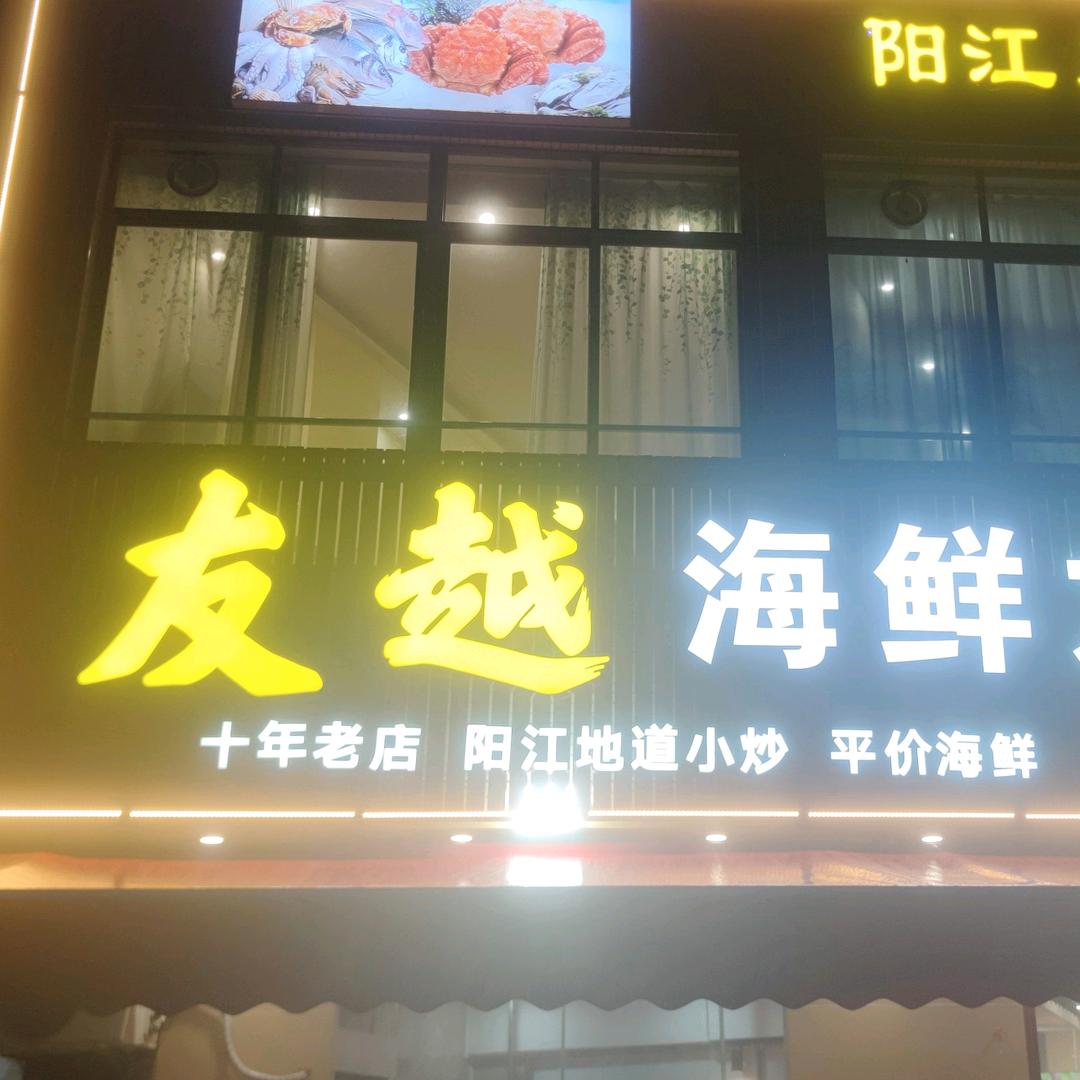 阳江
友越 海鲜
十年老店 阳江地道小炒 平价海鲜